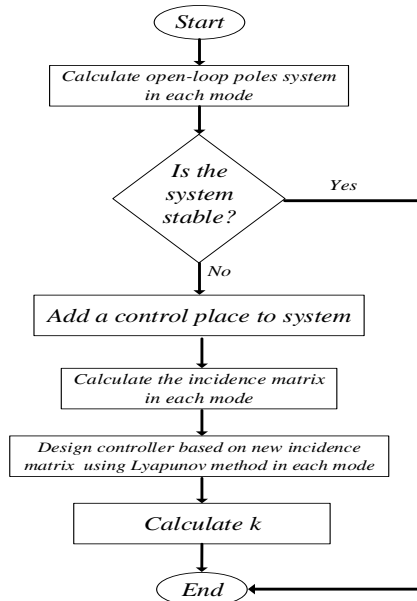 Start
Calculate open-loop poles system
in each mode
Is the
system
stable?
Yes
No
Add a control place to system
Calculate the incidence matrix
in each mode
Design controller based on new incidence
matrix using Lyapunov method in each mode
Calculate k
End